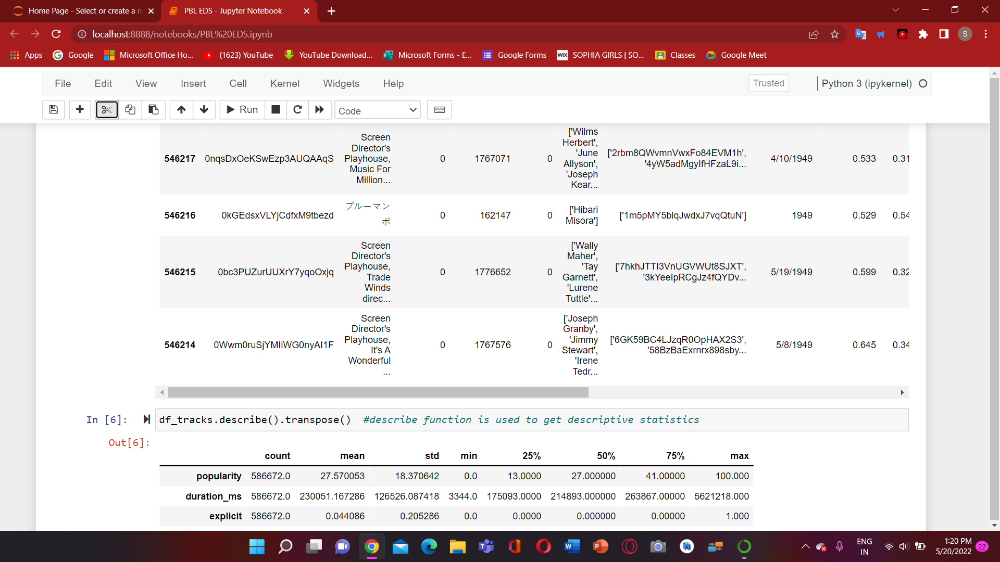 Home Page - Select or create a n
PBL EDS - Jupyter Notebook
localhost:8888/notebooks/PBL%20EDS.ipynb
S
Apps
Google
Microsoft Office Ho...
(1623) YouTube
YouTube Download...
Microsoft Forms - E...
Google Forms
WIX
SOPHIA GIRLS | SO...
Classes
Google Meet
File Edit View Insert Cell Kernel Widgets Help
Trusted
Python 3 (ipykernel)
Run
Code
546217 0nqsDxOeKSwEzp3AUQAAqS
Screen
Director's
Playhouse,
Music For
Million...
0 1767071 0
['Wilms
Herbert',
'June
Allyson',
'Joseph
Kear...
['2rbm8QWvmnVwxFo84EVM1h',
'4yW5adMgyIfHFzaL9i...
4/10/1949 0.533 0.31
546216 0kGEdsxVLYjCdfxM9tbezd
ブルーマン
ボ
0 162147 0
['Hibari
Misora']
['1m5pMY5blqJwdxJ7vqQtuN']
1949 0.529 0.54
546215 0bc3PUZurUUXrY7yqoOxjq
Screen
Director's
Playhouse,
Trade
Winds
direc...
0 1776652 0
['Wally
Maher',
'Tay
Garnett',
'Lurene
Tuttle'...
['7hkhJTTI3VnUGVWUt8SJXT',
'3kYeeIpRCgJz4fQYDv...
5/19/1949 0.599 0.32
546214 0Wwm0ruSjYMIiWG0nyAI1F
Screen
Director's
Playhouse,
It's A
Wonderful
...
0 1767576 0
['Joseph
Granby',
'Jimmy
Stewart',
'Irene
Tedr...
['6GK59BC4LJzqR0OpHAX2S3',
'58BzBaExrnrx898sby...
5/8/1949 0.645 0.34
In [6]: df_tracks.describe().transpose() #describe function is used to get descriptive statistics
Out[6]:
count mean std min 25% 50% 75% max
popularity 586672.0 27.570053 18.370642 0.0 13.0000 27.000000 41.00000 100.000
duration_ms 586672.0 230051.167286 126526.087418 3344.0 175093.0000 214893.000000 263867.00000 5621218.000
explicit 586672.0 0.044086 0.205286 0.0 0.0000 0.000000 0.00000 1.000
ENG
IN
1:20 PM
5/20/2022
22